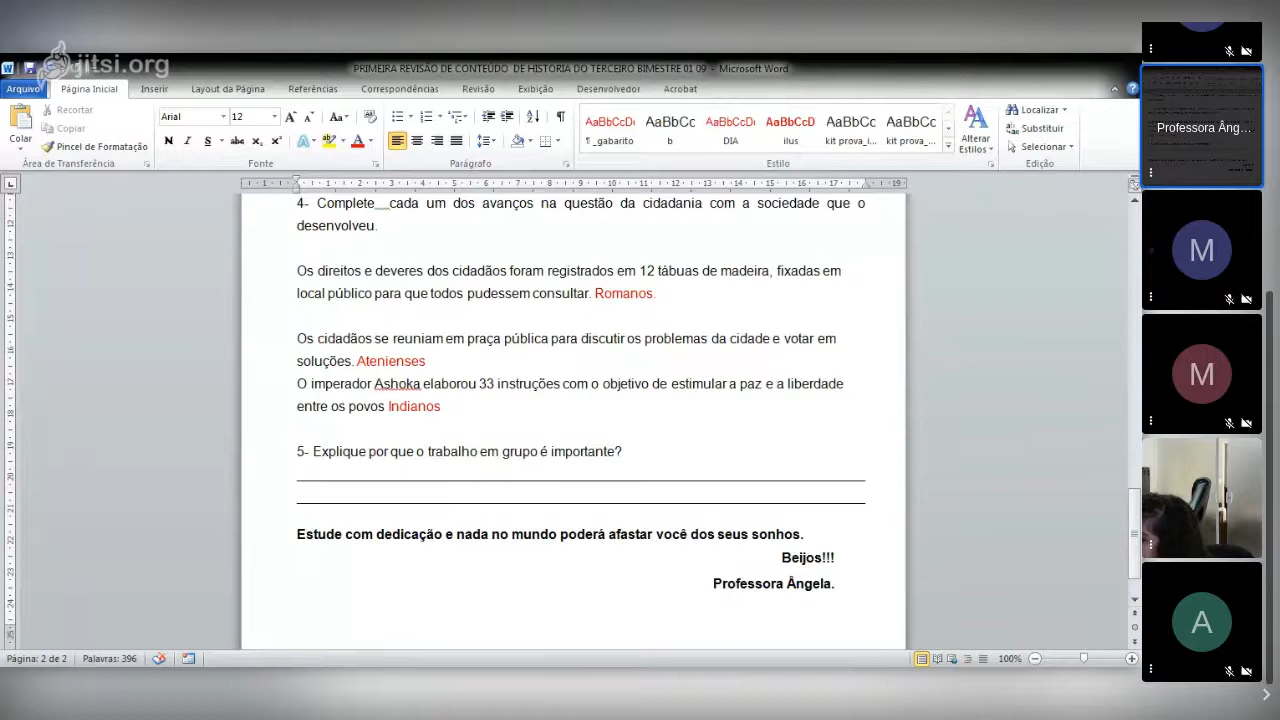 jitsi.org
PRIMEIRA REVISÃO DE CONTEÚDO DE HISTORIA DO TERCEIRO BIMESTRE 01 09 - Microsoft Word
Arquivo Página Inicial Inserir Layout da Página Referências Correspondências Revisão Exibição Desenvolvedor Acrobat
Colar
Recortar
Copiar
Pincel de Formatação
Área de Transferência
Arial 12
Fonte
Parágrafo
AaBbCcDc AaBbCc AaBbCcDc AaBbCcD AaBbCc AaBbCc
¶ _gabarito b DIA ilus kit prova_i... kit prova_...
Alterar
Estilos
Estilo
Localizar
Substituir
Selecionar
Edição
4- Complete cada um dos avanços na questão da cidadania com a sociedade que o
desenvolveu.
Os direitos e deveres dos cidadãos foram registrados em 12 tábuas de madeira, fixadas em
local público para que todos pudessem consultar. Romanos.
Os cidadãos se reuniam em praça pública para discutir os problemas da cidade e votar em
soluções. Atenienses
O imperador Ashoka elaborou 33 instruções com o objetivo de estimular a paz e a liberdade
entre os povos Indianos
5- Explique por que o trabalho em grupo é importante?
Estude com dedicação e nada no mundo poderá afastar você dos seus sonhos.
Beijos!!!
Professora Ângela.
Página: 2 de 2 Palavras: 396 100%
Professora Âng...
M
M
A